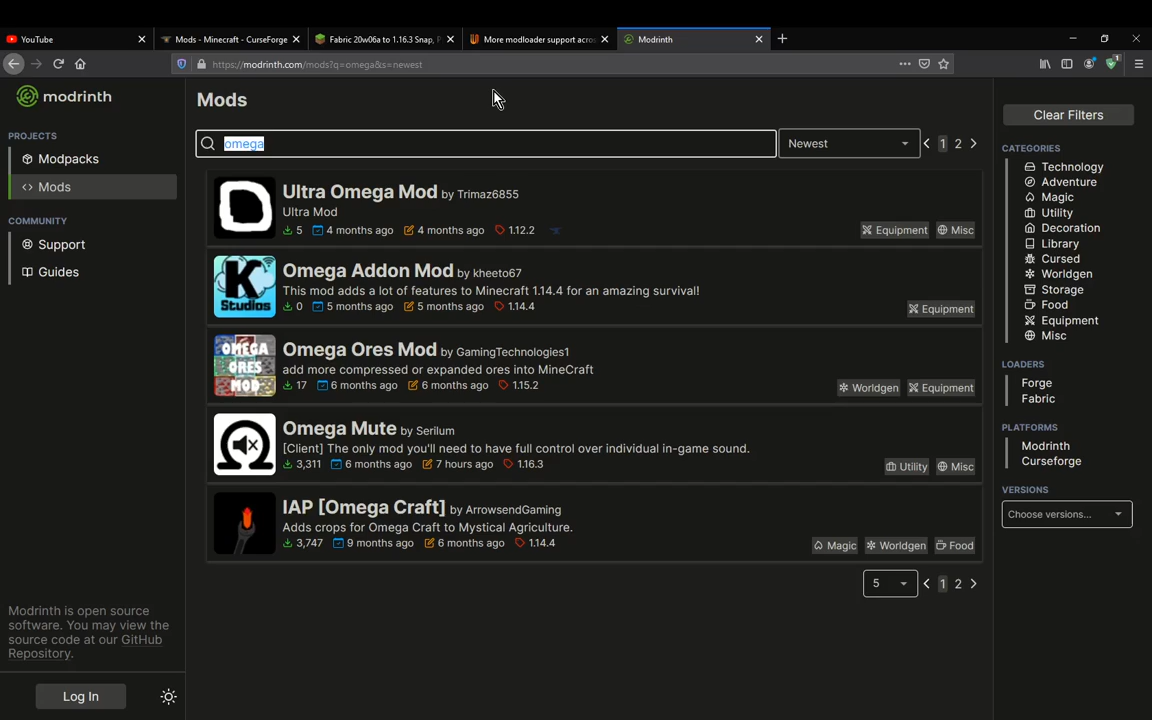 YouTube
Mods - Minecraft - CurseForge
Fabric 20w06a to 1.16.3 Snap, P
More modloader support acros
Modrinth
https://modrinth.com/mods?q=omega&s=newest
1
modrinth
PROJECTS
Modpacks
Mods
COMMUNITY
Support
Guides
Modrinth is open source
software. You may view the
source code at our GitHub
Repository.
Log In
Mods
omega
Newest
1 2
Ultra Omega Mod by Trimaz6855
Ultra Mod
5 4 months ago 4 months ago 1.12.2
Equipment Misc
Omega Addon Mod by kheeto67
This mod adds a lot of features to Minecraft 1.14.4 for an amazing survival!
0 5 months ago 5 months ago 1.14.4
Equipment
K
Studios
Omega Ores Mod by GamingTechnologies1
add more compressed or expanded ores into MineCraft
17 6 months ago 6 months ago 1.15.2
Worldgen Equipment
OMEGA
ORES
MOD
Omega Mute by Serilum
[Client] The only mod you'll need to have full control over individual in-game sound.
3,311 6 months ago 7 hours ago 1.16.3
Utility Misc
IAP [Omega Craft] by ArrowsendGaming
Adds crops for Omega Craft to Mystical Agriculture.
3,747 9 months ago 6 months ago 1.14.4
Magic Worldgen Food
5
1 2
Clear Filters
CATEGORIES
Technology
Adventure
Magic
Utility
Decoration
Library
Cursed
Worldgen
Storage
Food
Equipment
Misc
LOADERS
Forge
Fabric
PLATFORMS
Modrinth
Curseforge
VERSIONS
Choose versions...